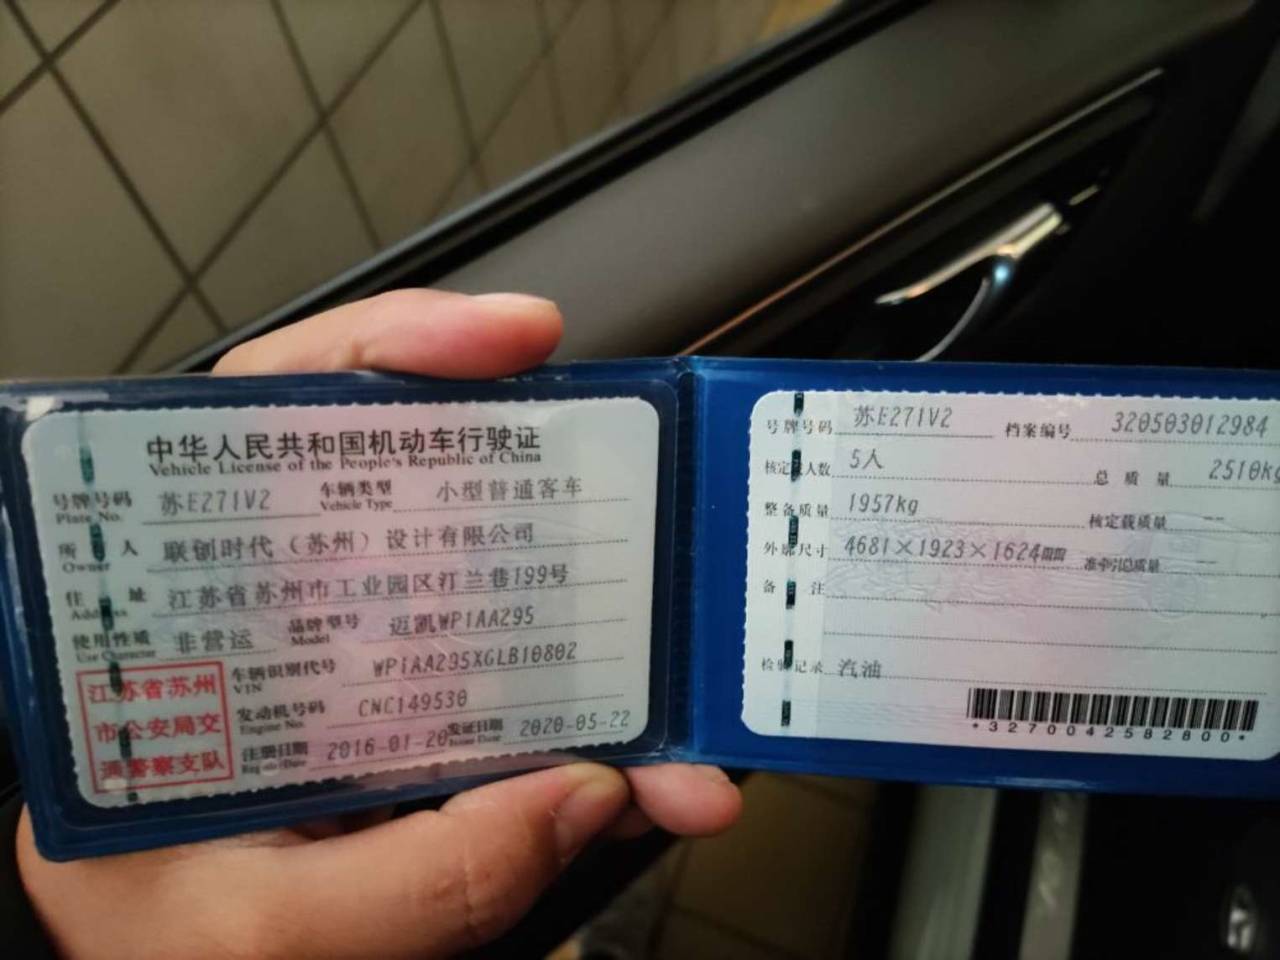 中华人民共和国机动车行驶证
Vehicle License of the People's Republic of China
号牌号码 苏E271V2 车辆类型 小型普通客车
Plate No. Vehicle Type
所有人 联创时代（苏州）设计有限公司
Owner
住址 江苏省苏州市工业园区汀兰巷199号
Address
使用性质 非营运 品牌型号 迈凯WP1AA295
Use Character Model
江苏省苏州
市公安局交
通警察支队
车辆识别代号 WP1AA295XGLB10802
VIN
发动机号码 CNC149530
Engine No.
注册日期 2016-01-20 发证日期 2020-05-22
Register Date Issue Date
号牌号码 苏E271V2 档案编号 320503012984
核定载人数 5人 总质量 2510kg
整备质量 1957kg 核定载质量 --
外廓尺寸 4681×1923×1624mm 准牵引总质量 --
备注
检验记录 汽油
*3270042582800*